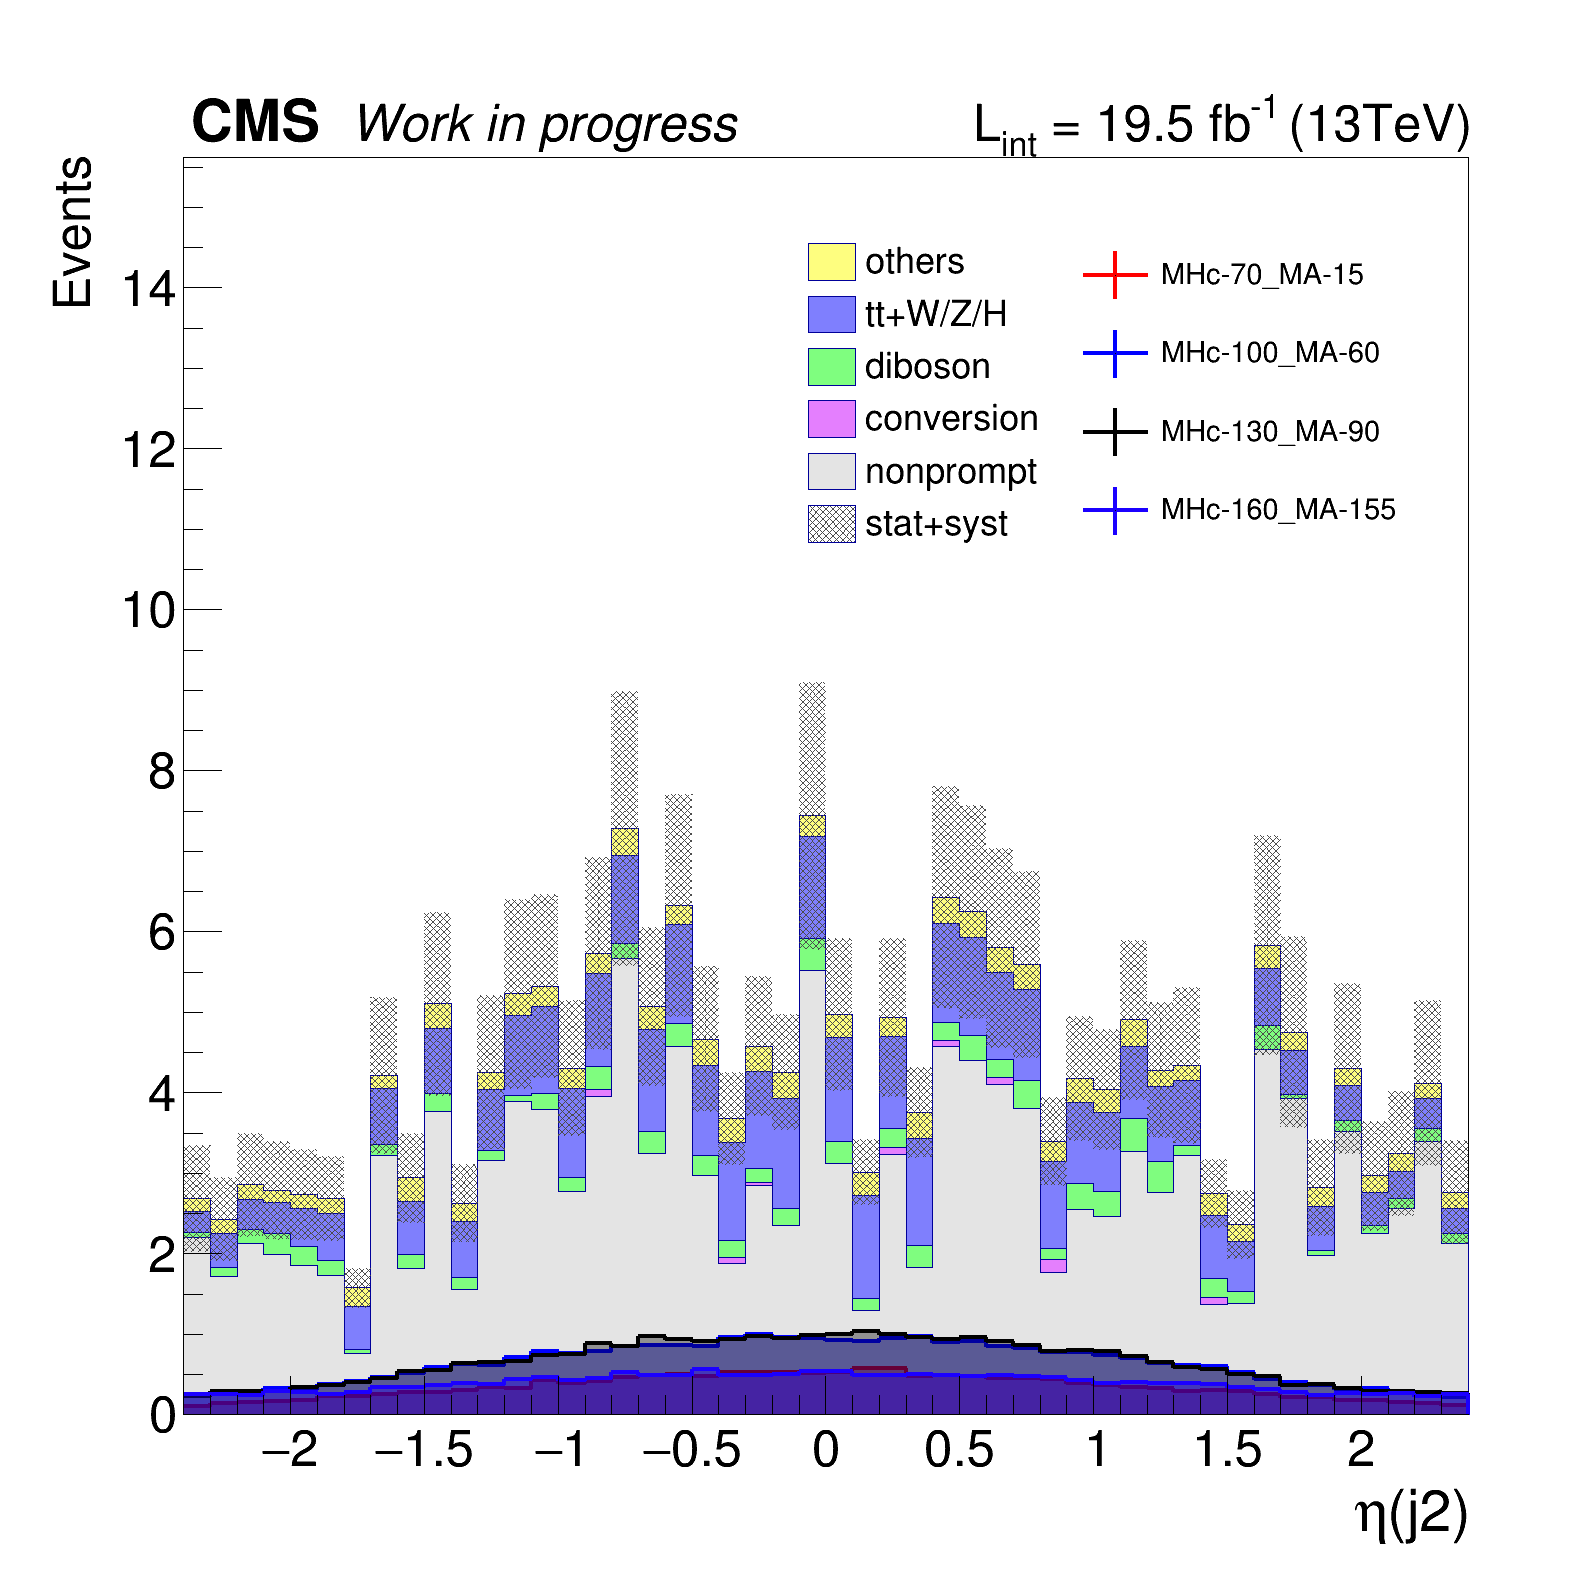 CMS Work in progress L_int = 19.5 fb^-1 (13TeV)
Events
others
tt+W/Z/H
diboson
conversion
nonprompt
stat+syst
MHc-70_MA-15
MHc-100_MA-60
MHc-130_MA-90
MHc-160_MA-155
14
12
10
8
6
4
2
0
−2 −1.5 −1 −0.5 0 0.5 1 1.5 2
η(j2)